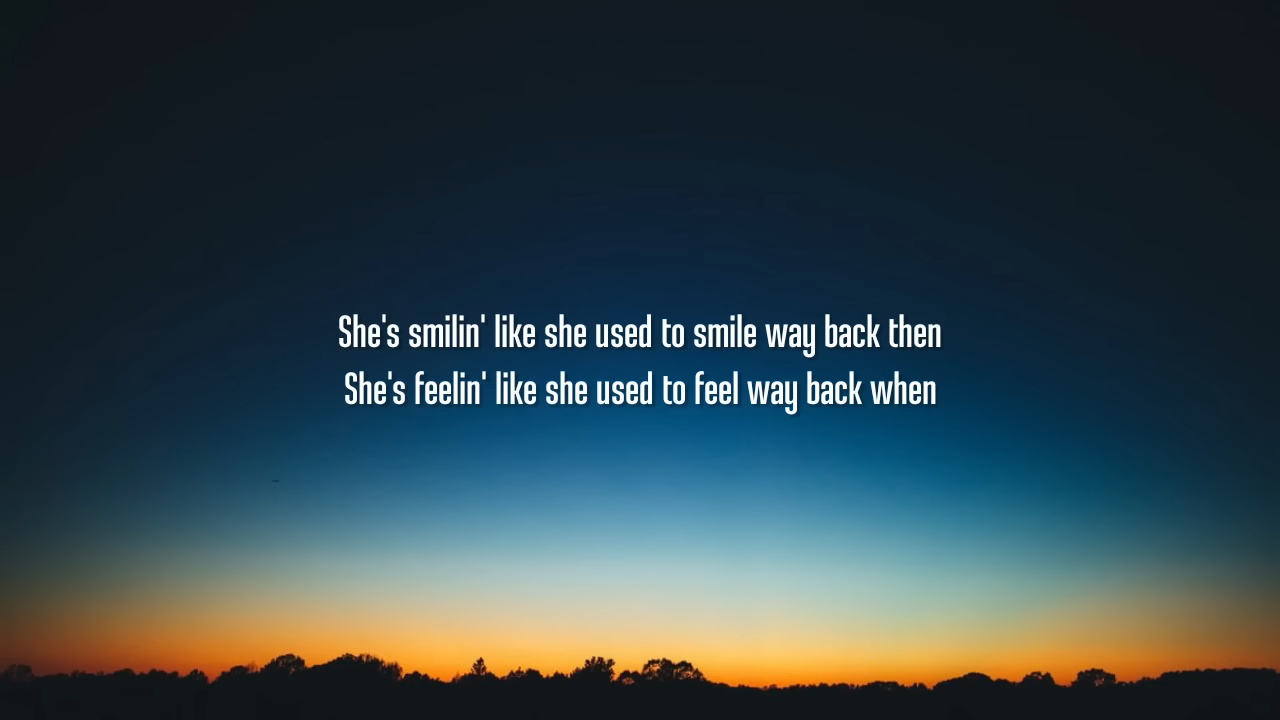 She's smilin' like she used to smile way back then
She's feelin' like she used to feel way back when